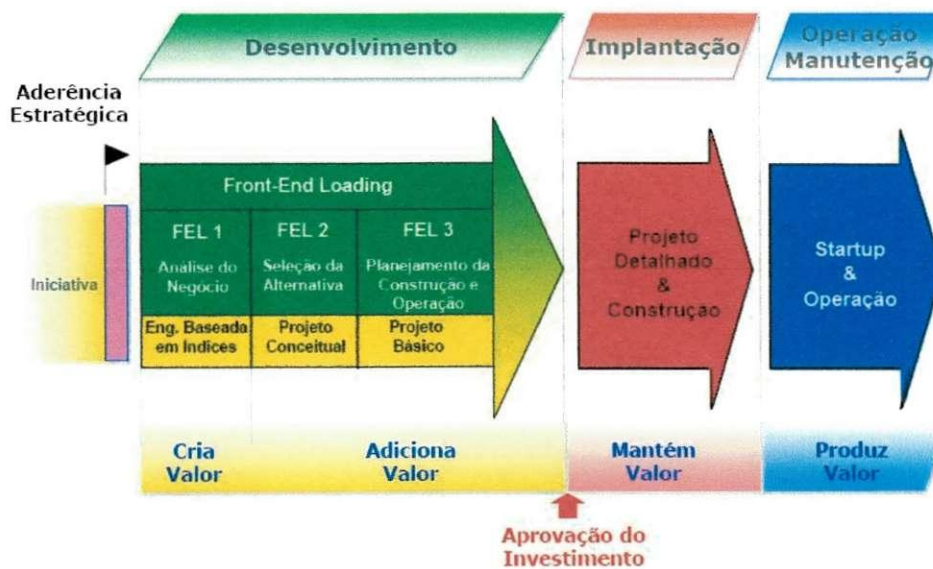 Desenvolvimento
Implantação
Operação
Manutenção
Aderência
Estratégica
Iniciativa
Front-End Loading
FEL 1
Análise do
Negócio
FEL 2
Seleção da
Alternativa
FEL 3
Planejamento da
Construção e
Operação
Eng. Baseada
em Indices
Projeto
Conceitual
Projeto
Básico
Projeto
Detalhado
&
Construção
Startup
&
Operação
Cria
Valor
Adiciona
Valor
Mantém
Valor
Produz
Valor
Aprovação do
Investimento